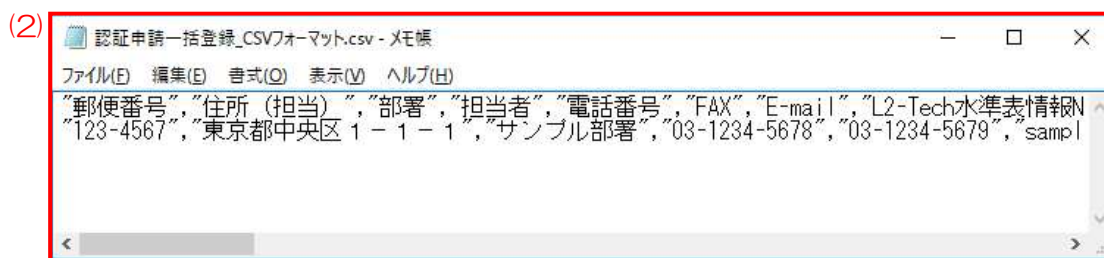 (2)
認証申請一括登録_CSVフォーマット.csv - メモ帳
ファイル(F) 編集(E) 書式(O) 表示(V) ヘルプ(H)
"郵便番号","住所（担当）","部署","担当者","電話番号","FAX","E-mail","L2-Tech水準表情報N
"123-4567","東京都中央区１－１－１","サンプル部署","03-1234-5678","03-1234-5679","sampl